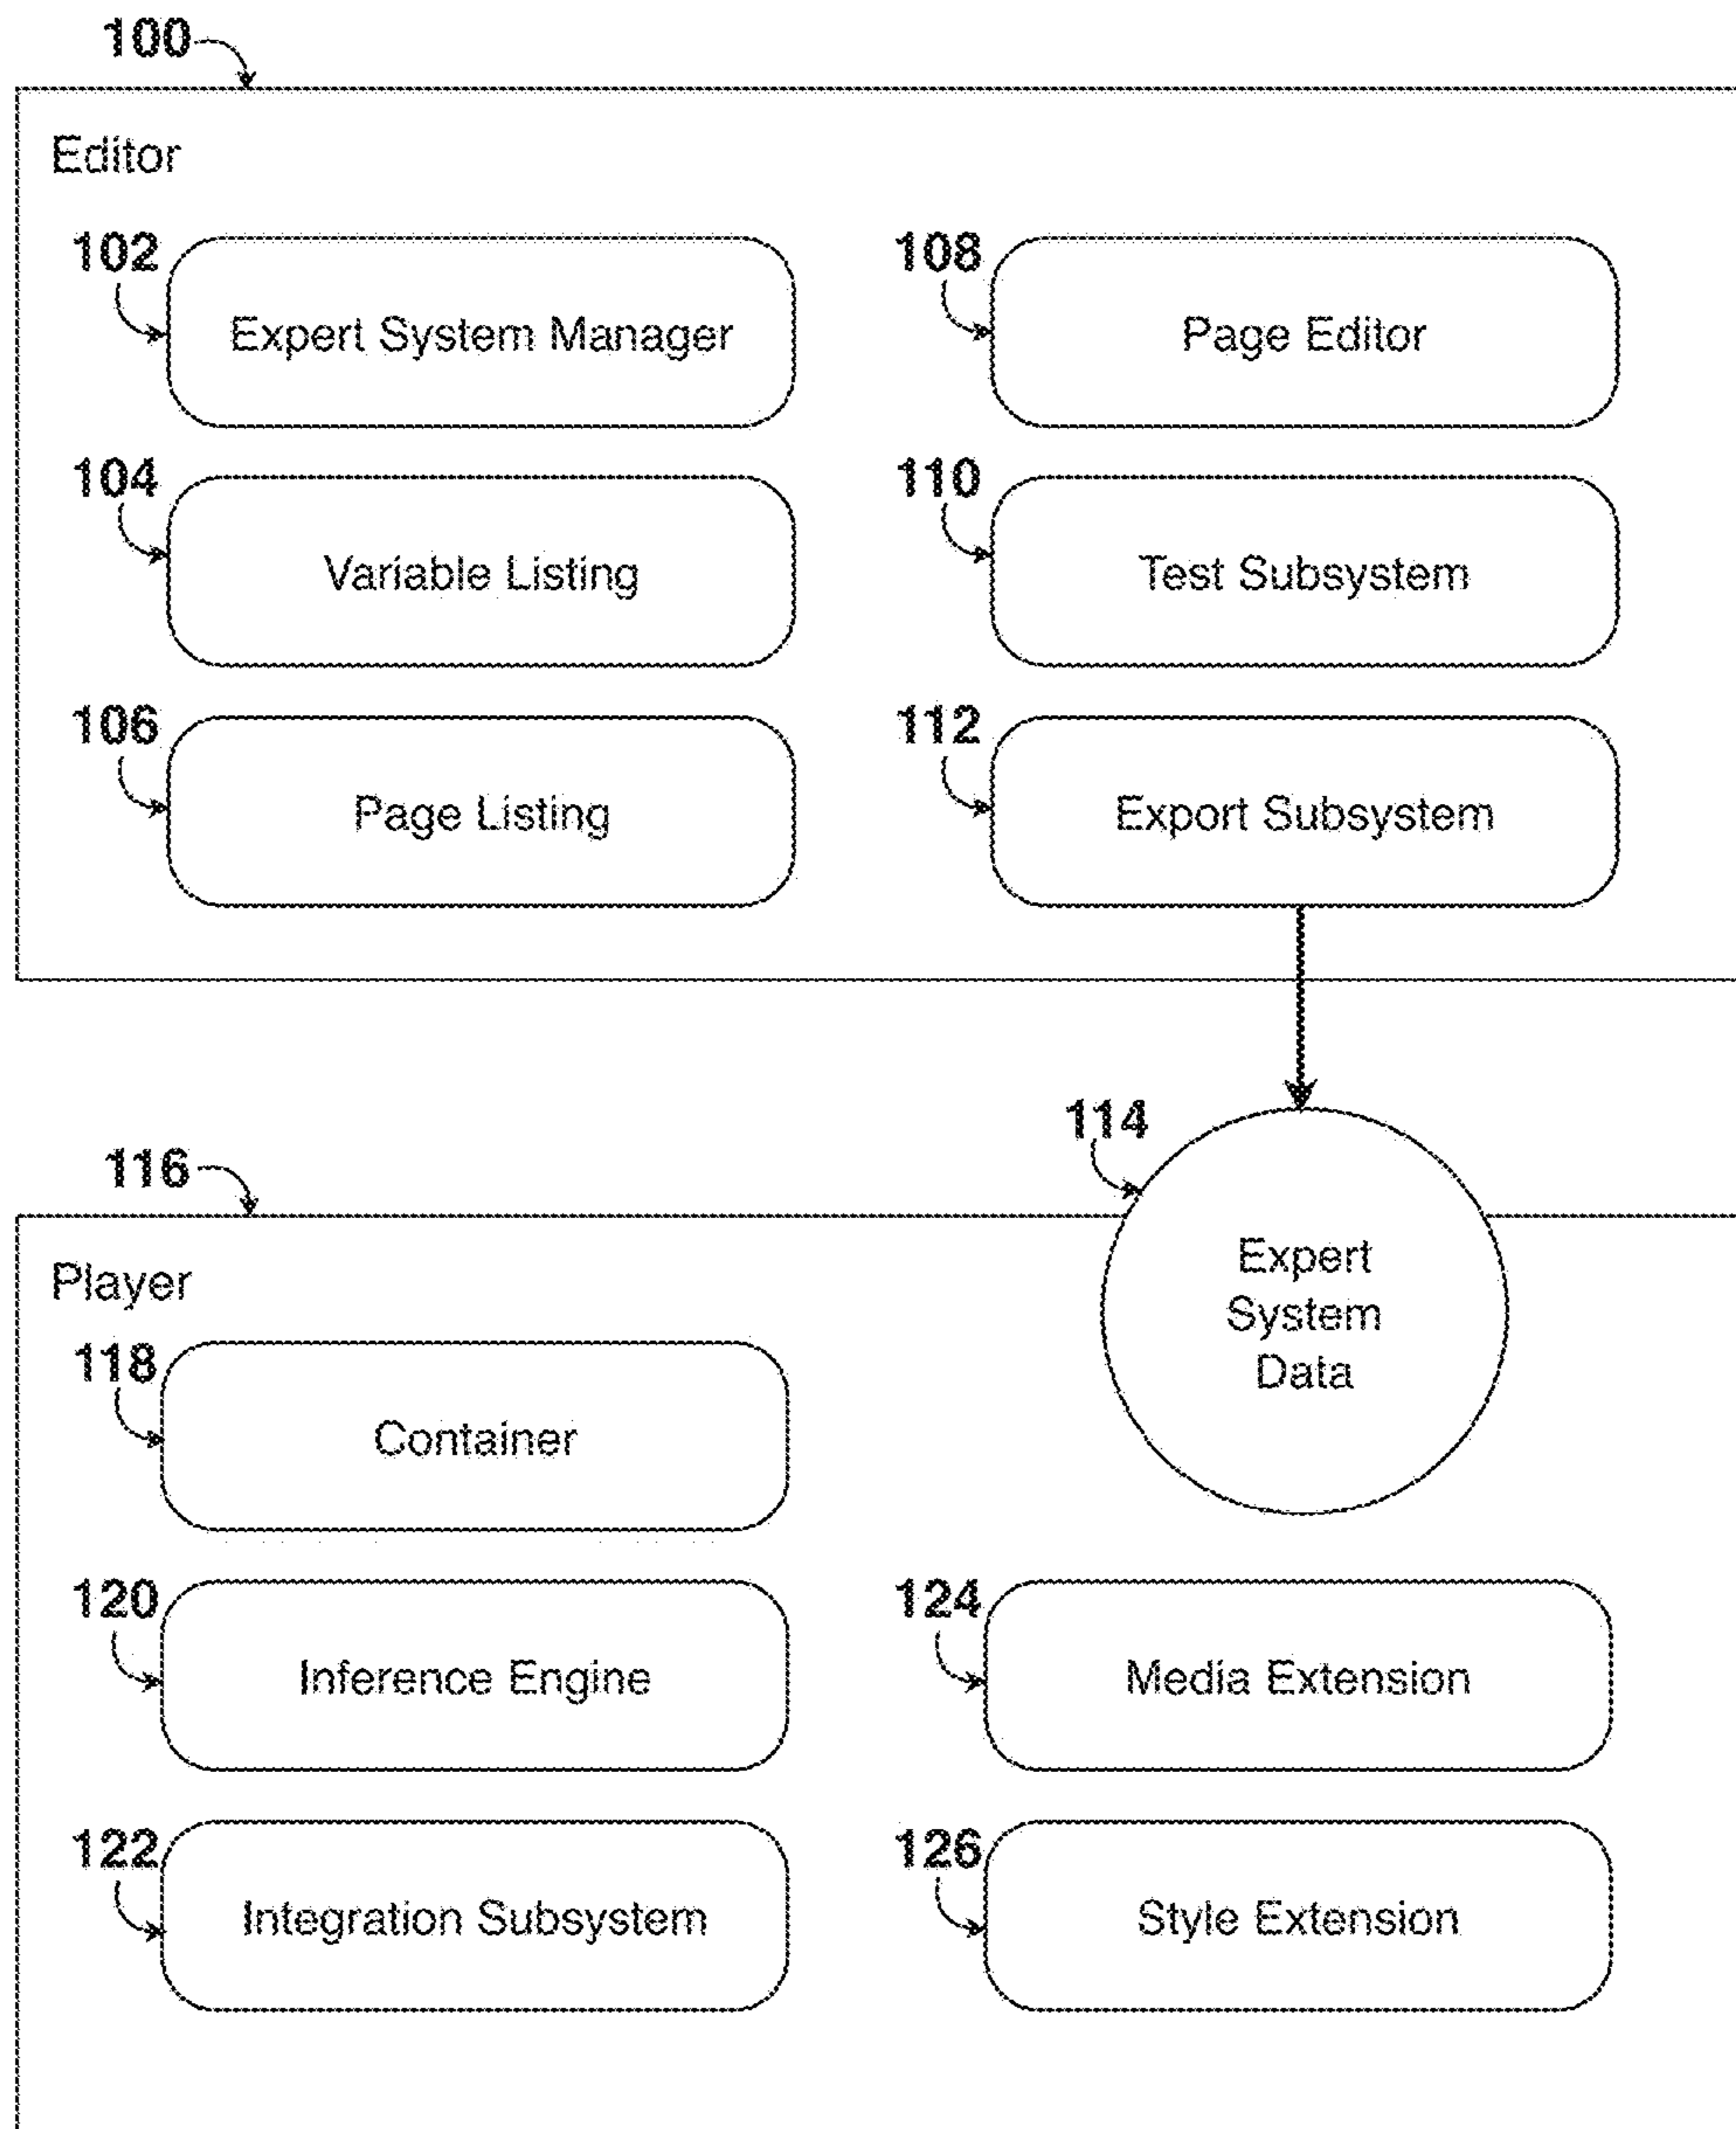 100
Editor
102
Expert System Manager
108
Page Editor
104
Variable Listing
110
Test Subsystem
106
Page Listing
112
Export Subsystem
114
116
Expert
System
Data
Player
118
Container
120
Inference Engine
124
Media Extension
122
Integration Subsystem
126
Style Extension